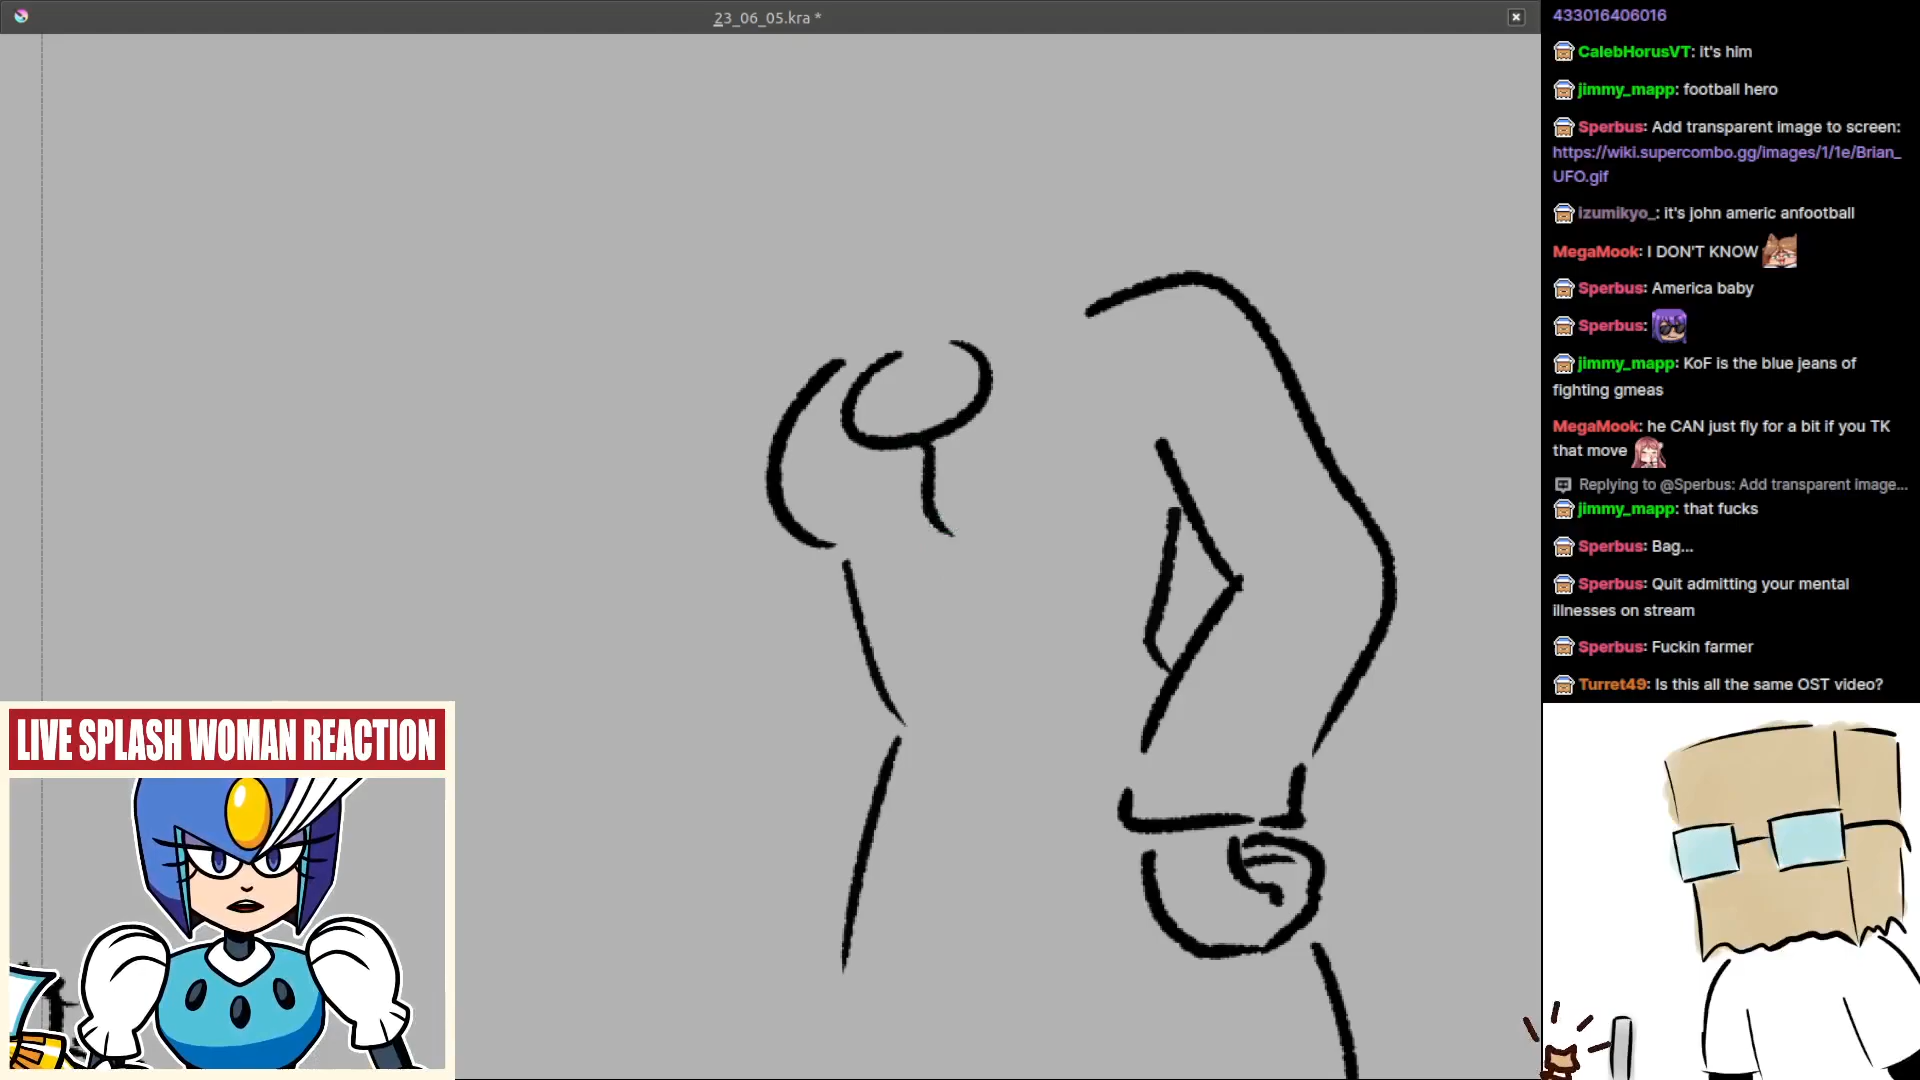 23_06_05.kra *
433016406016
CalebHorusVT: it's him
jimmy_mapp: football hero
Sperbus: Add transparent image to screen:
https://wiki.supercombo.gg/images/1/1e/Brian_
UFO.gif
izumikyo_: it's john americ anfootball
MegaMook: I DON'T KNOW
Sperbus: America baby
Sperbus:
jimmy_mapp: KoF is the blue jeans of
fighting gmeas
MegaMook: he CAN just fly for a bit if you TK
that move
Replying to @Sperbus: Add transparent image...
jimmy_mapp: that fucks
Sperbus: Bag...
Sperbus: Quit admitting your mental
illnesses on stream
Sperbus: Fuckin farmer
Turret49: Is this all the same OST video?
LIVE SPLASH WOMAN REACTION